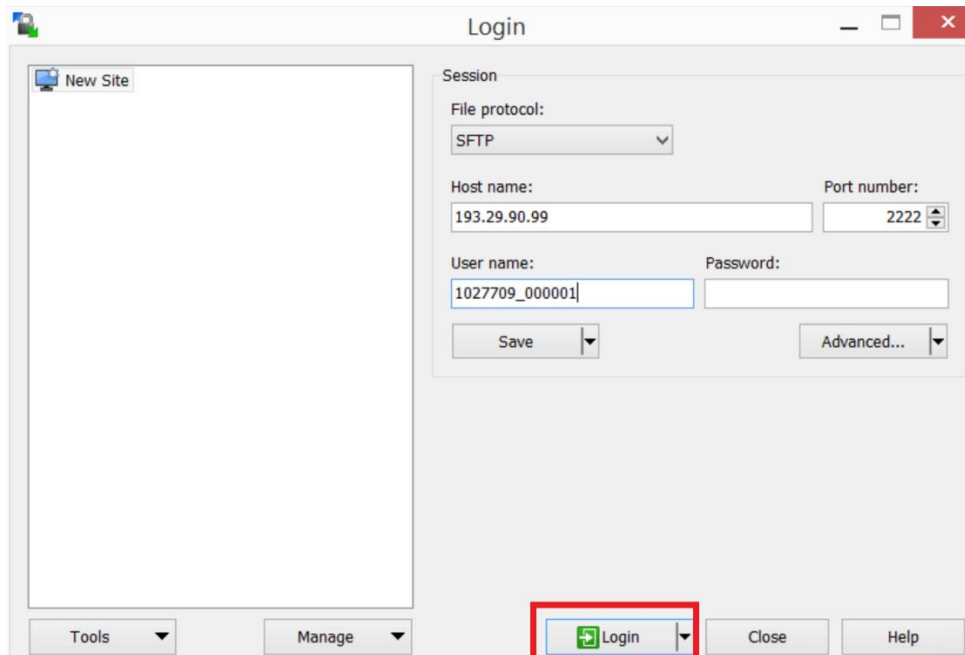 Login
New Site
Session
File protocol:
SFTP
Host name: Port number:
193.29.90.99 2222
User name: Password:
1027709_000001
Save Advanced...
Tools Manage Login Close Help